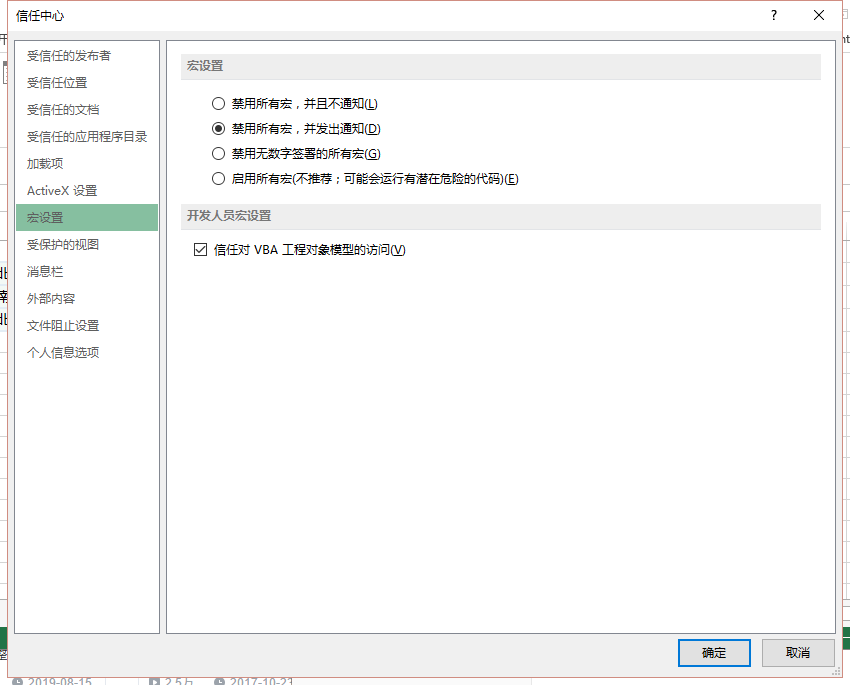 信任中心
?
受信任的发布者
受信任位置
受信任的文档
受信任的应用程序目录
加载项
ActiveX 设置
宏设置
受保护的视图
消息栏
外部内容
文件阻止设置
个人信息选项
宏设置
禁用所有宏，并且不通知(L)
禁用所有宏，并发出通知(D)
禁用无数字签署的所有宏(G)
启用所有宏(不推荐；可能会运行有潜在危险的代码)(E)
开发人员宏设置
信任对 VBA 工程对象模型的访问(V)
确定
取消
2019-08-15
2.5万
2017-10-23